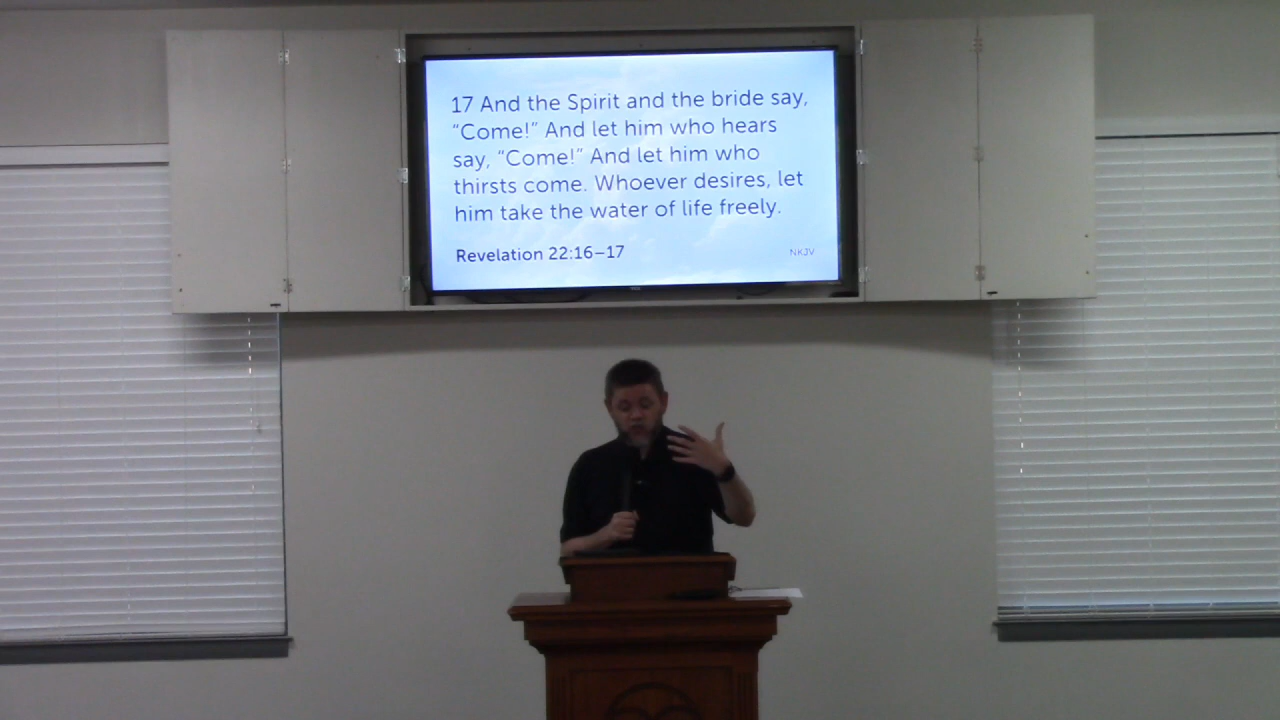 17 And the Spirit and the bride say,
“Come!” And let him who hears
say, “Come!” And let him who
thirsts come. Whoever desires, let
him take the water of life freely.
Revelation 22:16–17
NKJV